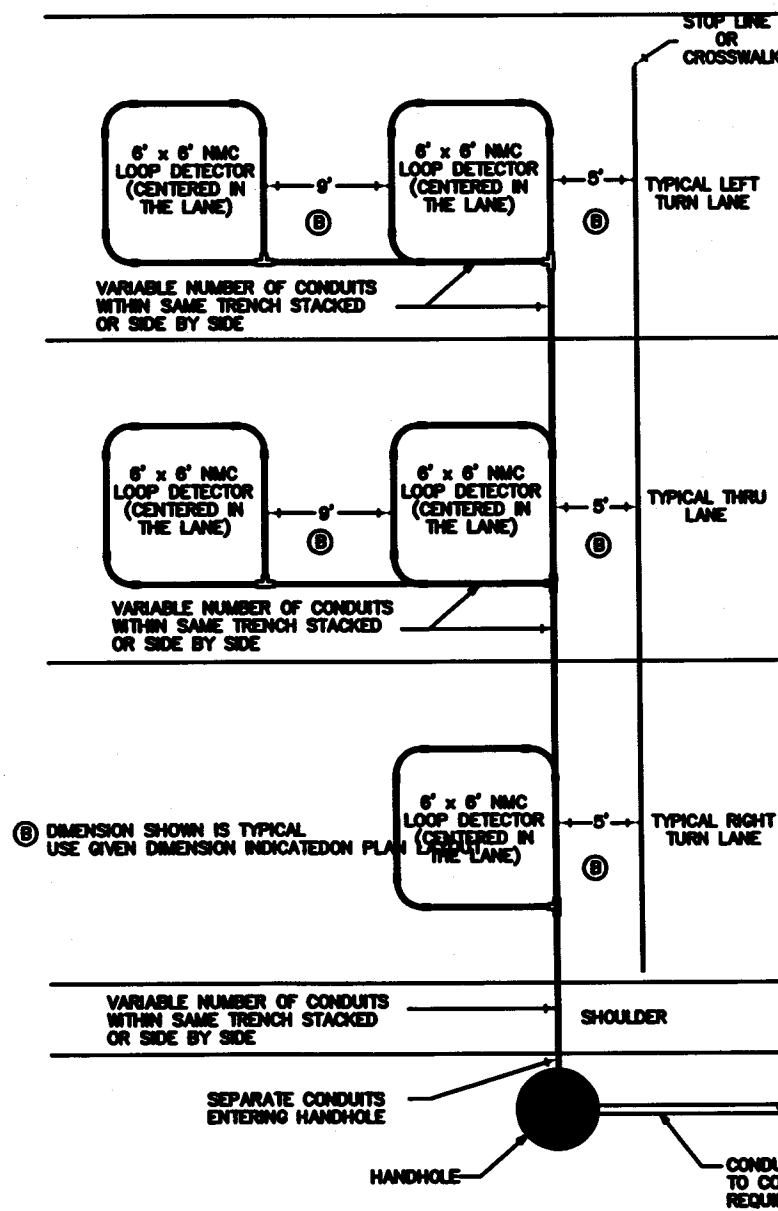 STOP LINE
OR
CROSSWALK
6' x 6' NMC
LOOP DETECTOR
(CENTERED IN
THE LANE)
9'
B
6' x 6' NMC
LOOP DETECTOR
(CENTERED IN
THE LANE)
5'
B
TYPICAL LEFT
TURN LANE
VARIABLE NUMBER OF CONDUITS
WITHIN SAME TRENCH STACKED
OR SIDE BY SIDE
6' x 6' NMC
LOOP DETECTOR
(CENTERED IN
THE LANE)
9'
B
6' x 6' NMC
LOOP DETECTOR
(CENTERED IN
THE LANE)
5'
B
TYPICAL THRU
LANE
VARIABLE NUMBER OF CONDUITS
WITHIN SAME TRENCH STACKED
OR SIDE BY SIDE
B DIMENSION SHOWN IS TYPICAL
USE GIVEN DIMENSION INDICATEDON PLAN LAYOUT
6' x 6' NMC
LOOP DETECTOR
(CENTERED IN
THE LANE)
5'
B
TYPICAL RIGHT
TURN LANE
VARIABLE NUMBER OF CONDUITS
WITHIN SAME TRENCH STACKED
OR SIDE BY SIDE
SHOULDER
SEPARATE CONDUITS
ENTERING HANDHOLE
HANDHOLE
CONDU
TO CO
REQUI